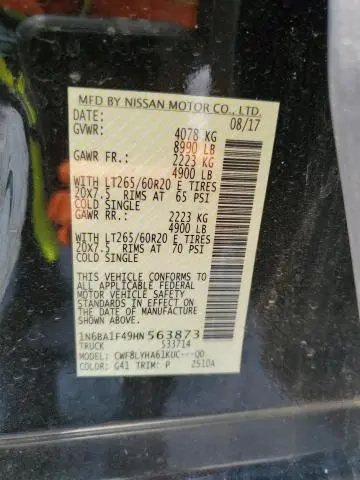 MFD BY NISSAN MOTOR CO., LTD.
DATE: 08/17
GVWR: 4078 KG
8990 LB
GAWR FR.: 2223 KG
4900 LB
WITH LT265/60R20 E TIRES
20X7.5 RIMS AT 65 PSI
COLD SINGLE
GAWR RR.: 2223 KG
4900 LB
WITH LT265/60R20 E TIRES
20X7.5 RIMS AT 70 PSI
COLD SINGLE
THIS VEHICLE CONFORMS
TO ALL APPLICABLE FEDERAL
MOTOR VEHICLE SAFETY
STANDARDS IN EFFECT ON
THE DATE OF MANUFACTURE
SHOWN ABOVE.
1N6BA1F49HN563873
TRUCK 533714
MODEL: CWF8LYHA61KUC---QD
COLOR: G41 TRIM: P 2510A